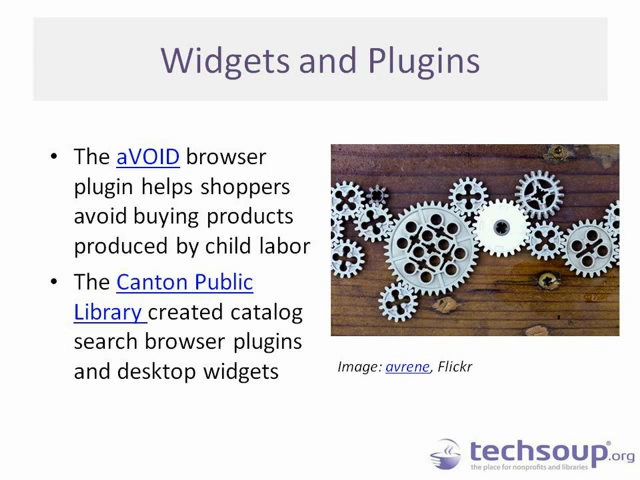 Widgets and Plugins
• The aVOID browser
plugin helps shoppers
avoid buying products
produced by child labor
• The Canton Public
Library created catalog
search browser plugins
and desktop widgets
Image: avrene, Flickr
techsoup.org
the place for nonprofits and libraries